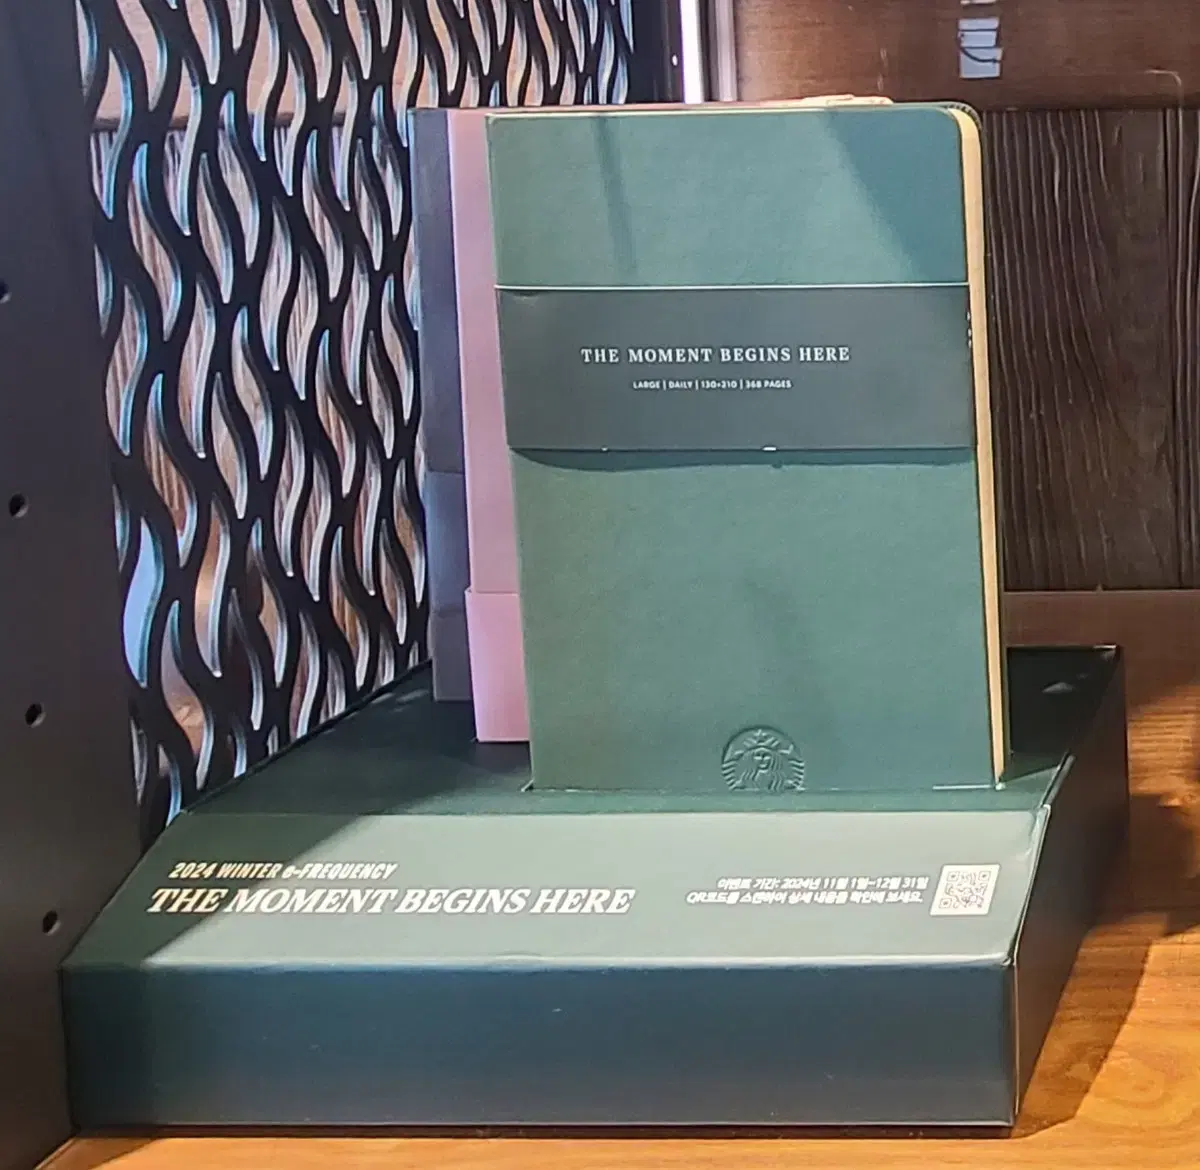 THE MOMENT BEGINS HERE
LARGE | DAILY | 130×210 | 368 PAGES
2024 WINTER e-FREQUENCY
THE MOMENT BEGINS HERE
이벤트 기간: 2024년 11월 1일~12월 31일
QR코드를 스캔하여 상세 내용을 확인해 보세요.